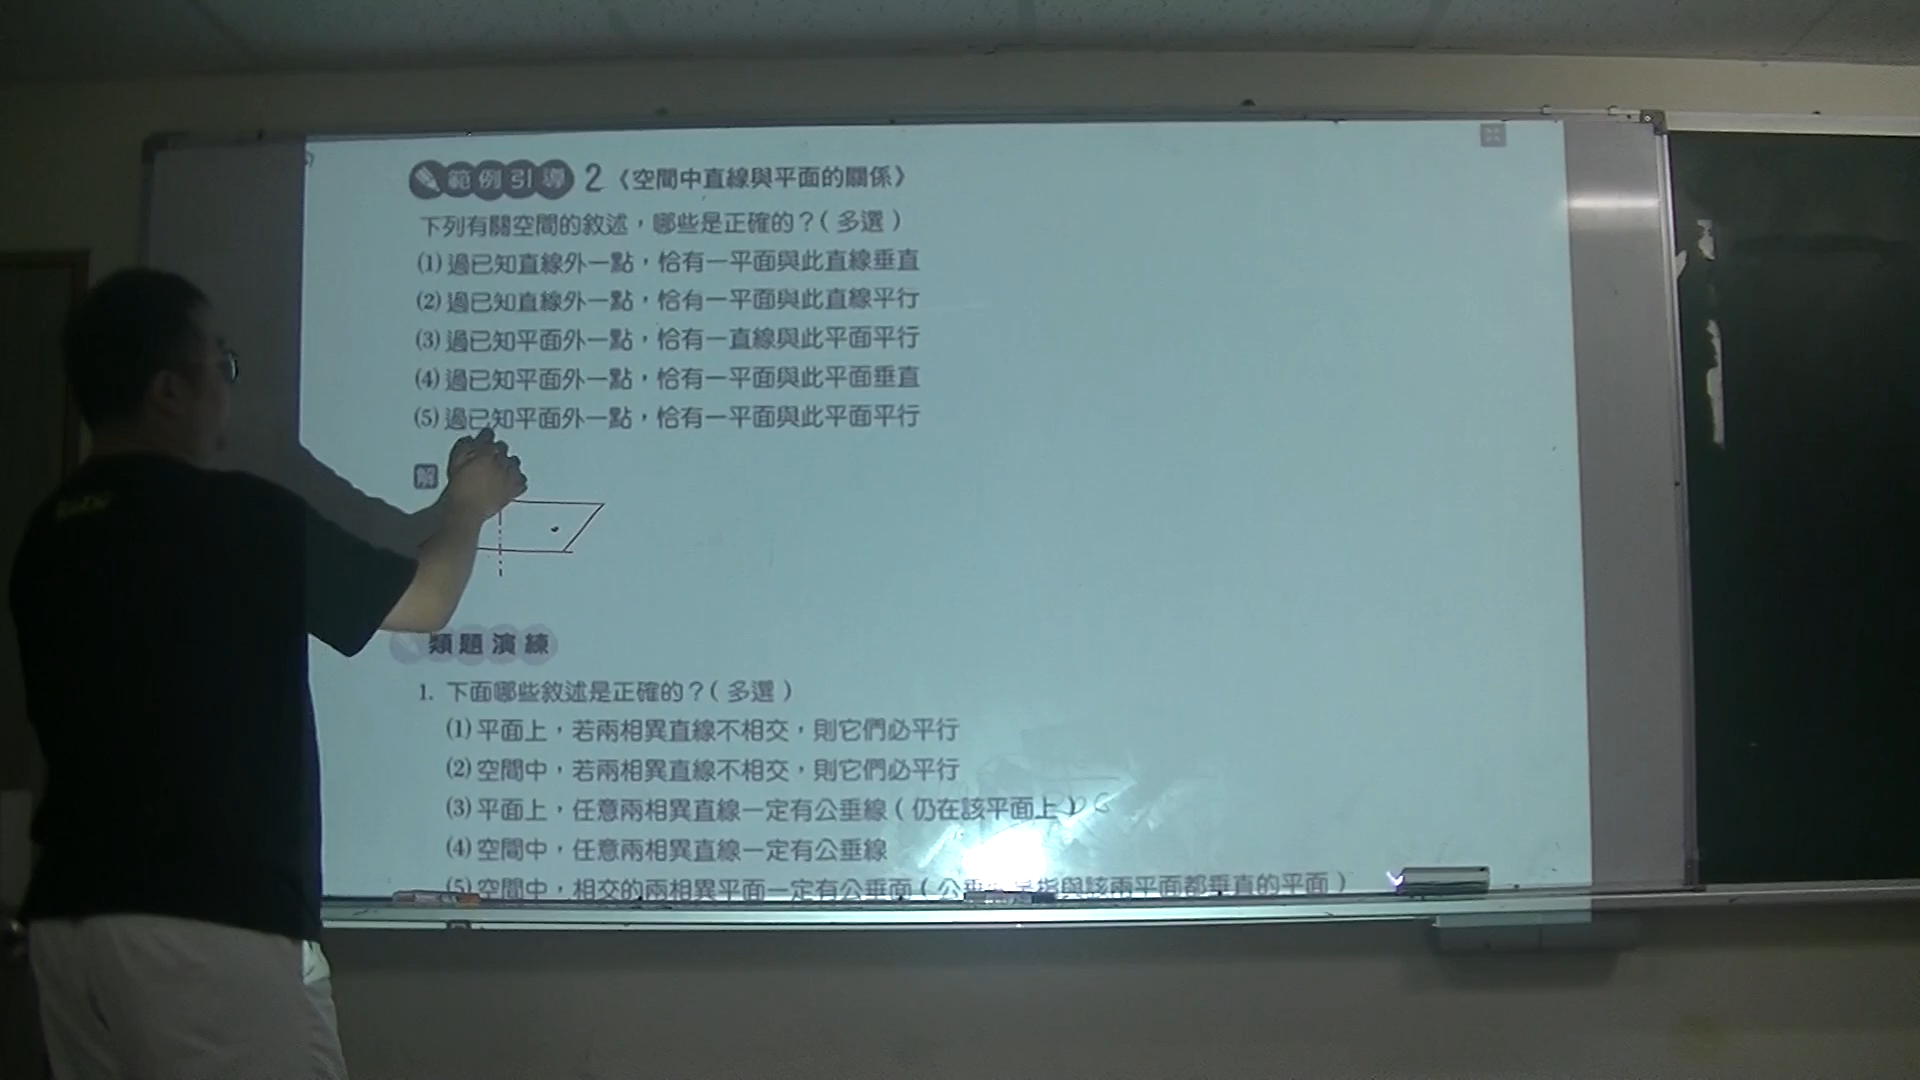 範例引導 2《空間中直線與平面的關係》
下列有關空間的敘述，哪些是正確的？（多選）
(1) 過已知直線外一點，恰有一平面與此直線垂直
(2) 過已知直線外一點，恰有一平面與此直線平行
(3) 過已知平面外一點，恰有一直線與此平面平行
(4) 過已知平面外一點，恰有一平面與此平面垂直
(5) 過已知平面外一點，恰有一平面與此平面平行
解
類題演練
1. 下面哪些敘述是正確的？（多選）
(1) 平面上，若兩相異直線不相交，則它們必平行
(2) 空間中，若兩相異直線不相交，則它們必平行
(3) 平面上，任意兩相異直線一定有公垂線（仍在該平面上）
(4) 空間中，任意兩相異直線一定有公垂線
(5) 空間中，相交的兩相異平面一定有公垂面（公垂 指與該兩平面都垂直的平面）